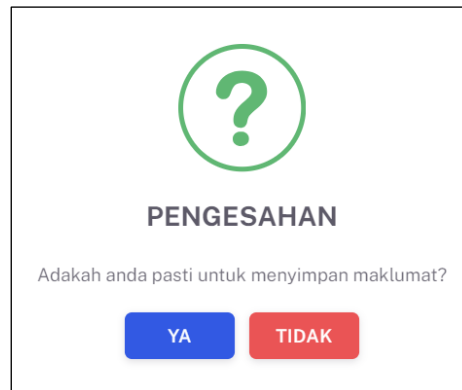 ?
PENGESAHAN
Adakah anda pasti untuk menyimpan maklumat?
YA
TIDAK